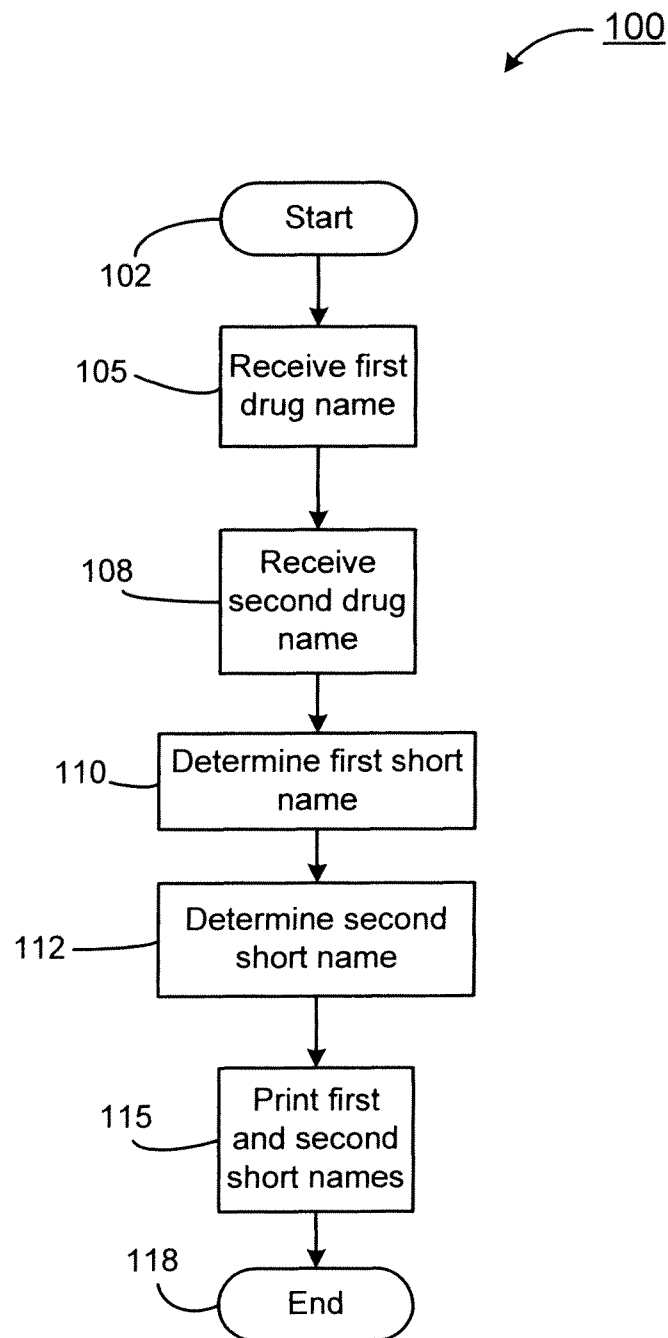 100
Start
102
Receive first
drug name
105
Receive
second drug
name
108
Determine first short
name
110
Determine second
short name
112
Print first
and second
short names
115
End
118